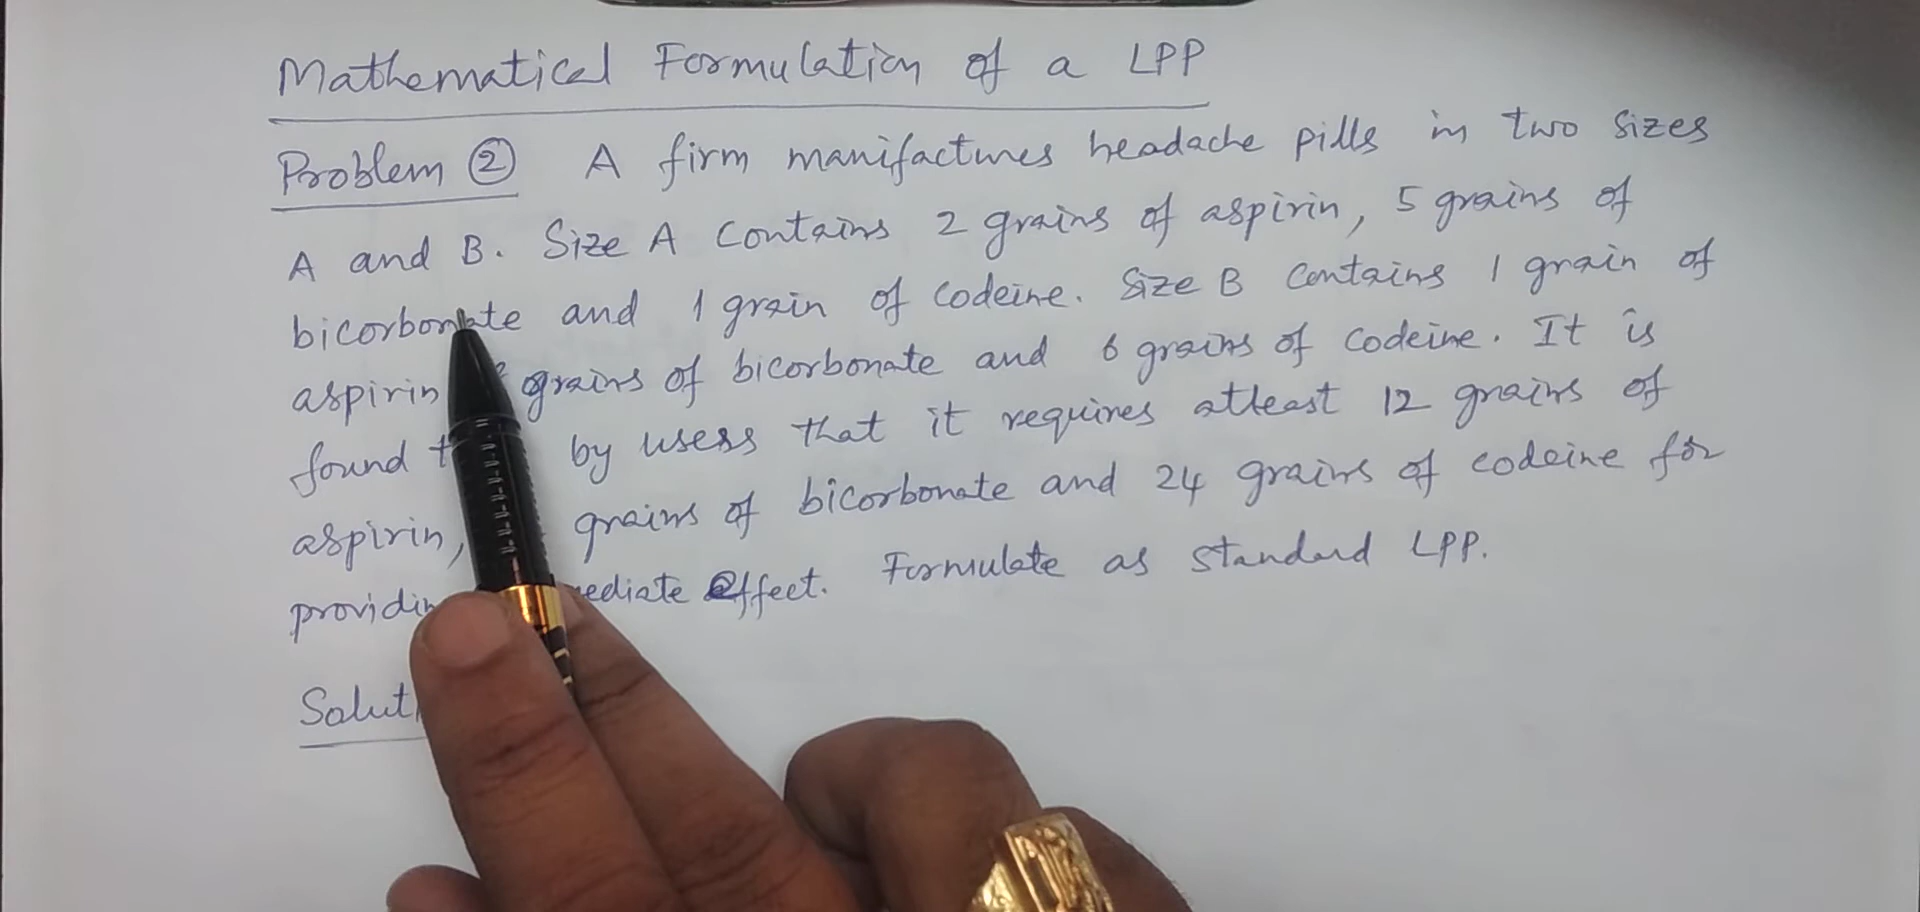 Mathematical Formulation of a LPP
Problem ② A firm manifactures headache pills in two sizes
A and B. Size A contains 2 grains of aspirin, 5 grains of
bicorbonate and 1 grain of codeine. Size B contains 1 grain of
aspirin grains of bicorbonate and 6 grains of codeine. It is
found by usess that it requires atleast 12 grains of
aspirin, grains of bicorbonate and 24 grains of codeine for
effect. Formulate as standard LPP.